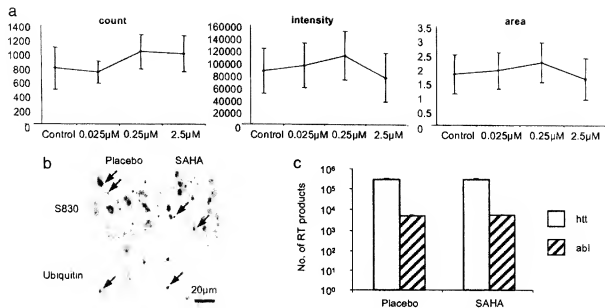 a
count
1400
1200
1000
800
600
400
200
0
Control 0.025µM 0.25µM 2.5µM
intensity
160000
140000
120000
100000
80000
60000
40000
20000
0
Control 0.025µM 0.25µM 2.5µM
area
3.5
3
2.5
2
1.5
1
0.5
0
Control 0.025µM 0.25µM 2.5µM
b
Placebo SAHA
S830
Ubiquitin
20µm
c
No. of RT products
10⁶
10⁵
10⁴
10³
10²
10¹
10⁰
Placebo SAHA
htt
abi